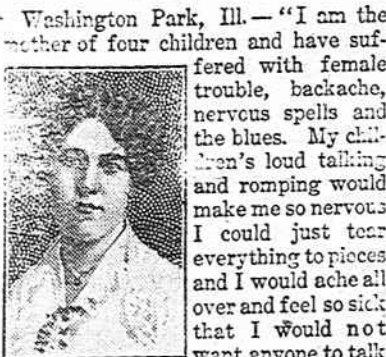 Washington Park, Ill.—"I am the
mother of four children and have suf-
fered with female
trouble, backache,
nervous spells and
the blues. My chil-
dren's loud talking
and romping would
make me so nervous
I could just tear
everything to pieces
and I would ache all
over and feel so sick
that I would not
want anyone to talk